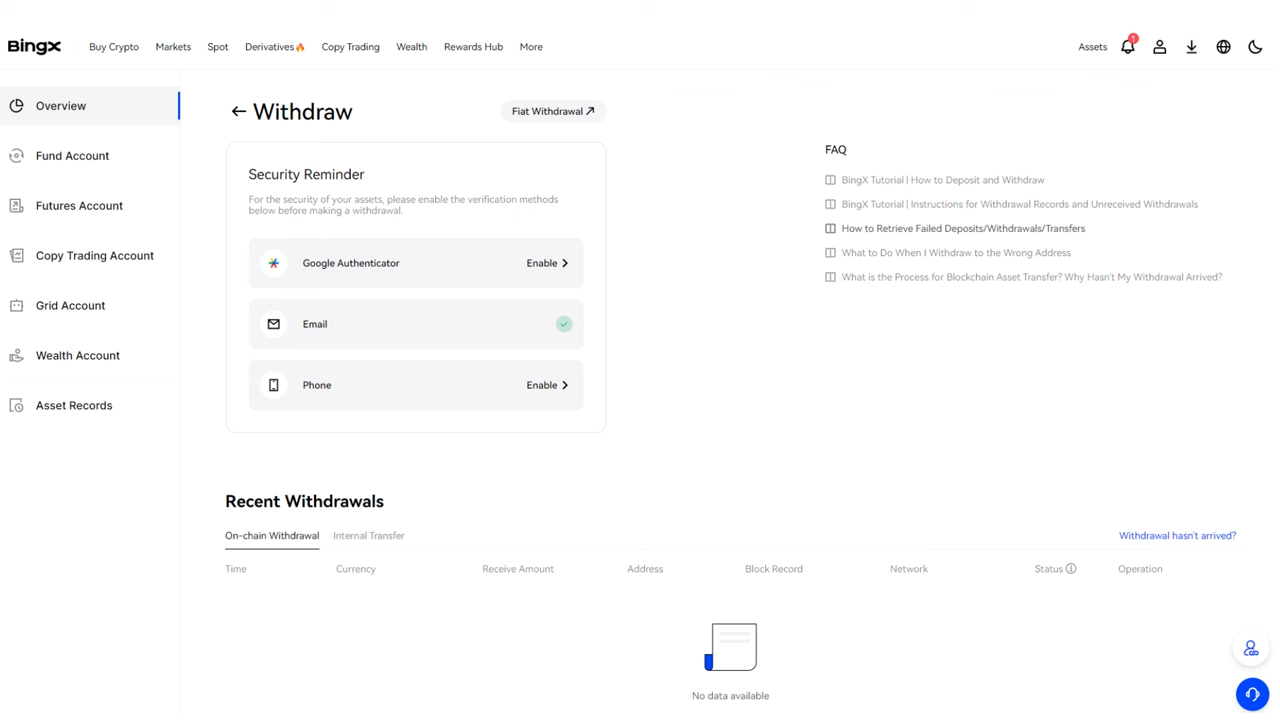 BingX
Buy Crypto
Markets
Spot
Derivatives
Copy Trading
Wealth
Rewards Hub
More
Assets
1
Overview
Fund Account
Futures Account
Copy Trading Account
Grid Account
Wealth Account
Asset Records
Withdraw
Fiat Withdrawal
Security Reminder
For the security of your assets, please enable the verification methods
below before making a withdrawal.
Google Authenticator
Enable
Email
Phone
Enable
FAQ
BingX Tutorial | How to Deposit and Withdraw
BingX Tutorial | Instructions for Withdrawal Records and Unreceived Withdrawals
How to Retrieve Failed Deposits/Withdrawals/Transfers
What to Do When I Withdraw to the Wrong Address
What is the Process for Blockchain Asset Transfer? Why Hasn't My Withdrawal Arrived?
Recent Withdrawals
On-chain Withdrawal
Internal Transfer
Withdrawal hasn't arrived?
Time
Currency
Receive Amount
Address
Block Record
Network
Status
Operation
No data available